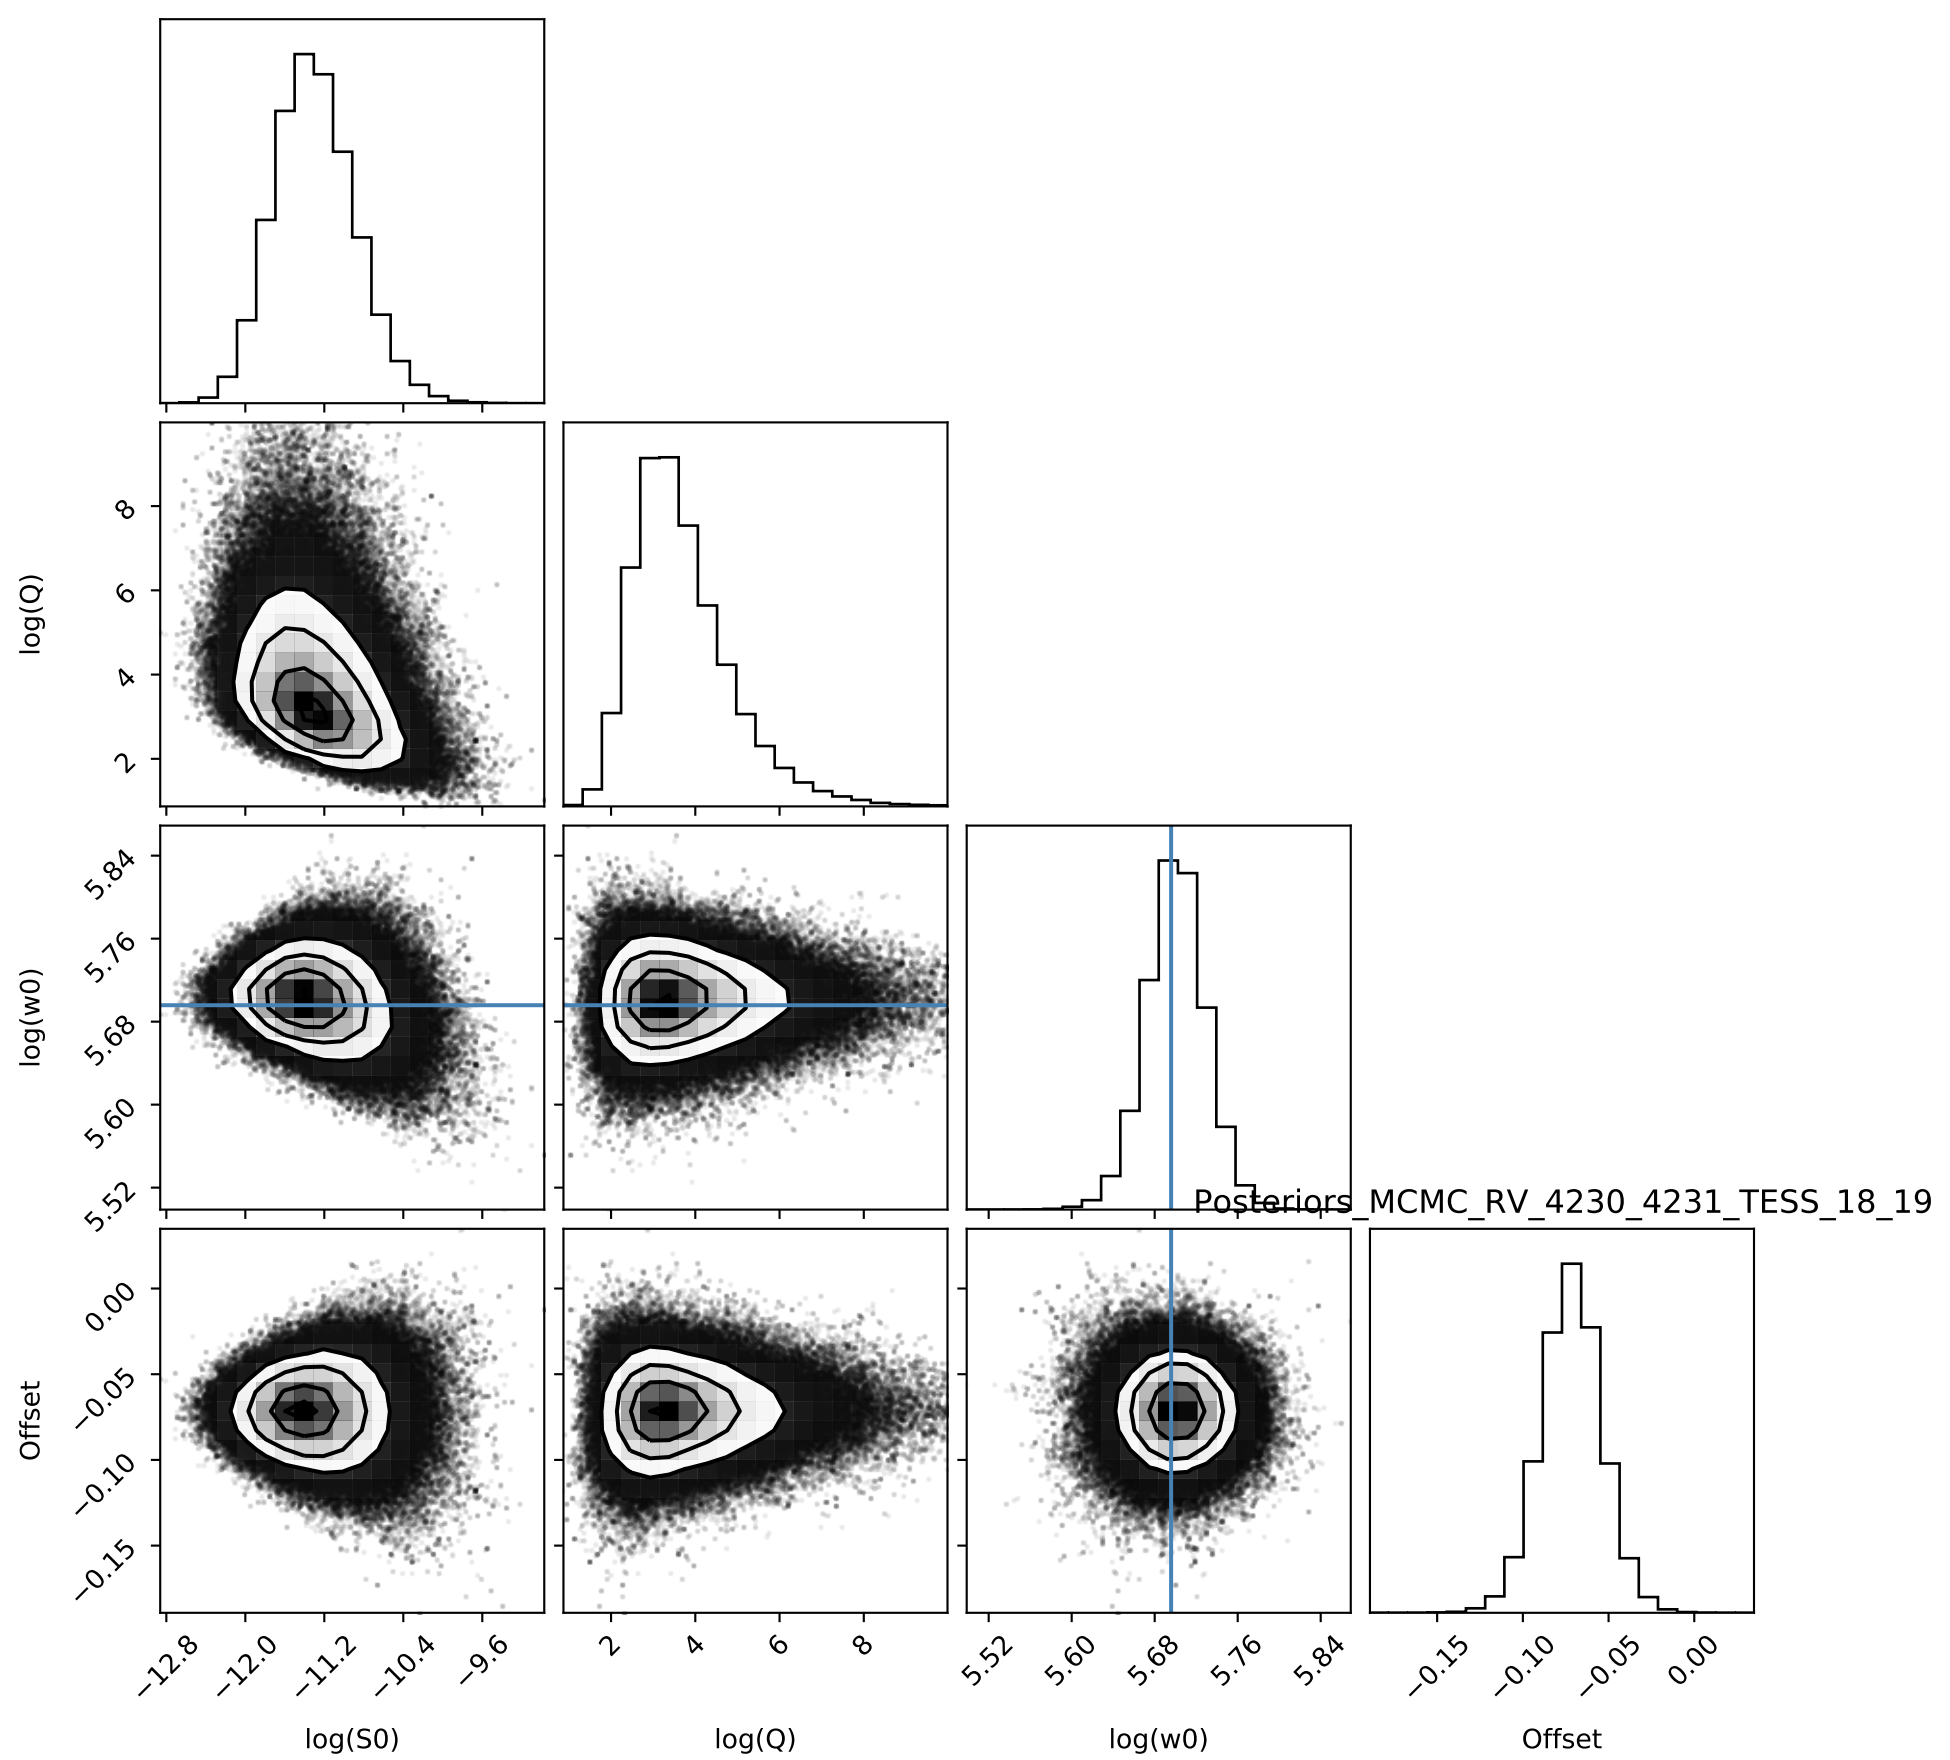 8
6
4
2
log(Q)
5.84
5.76
5.68
5.60
5.52
log(w0)
Posteriors_MCMC_RV_4230_4231_TESS_18_19
0.00
−0.05
−0.10
−0.15
Offset
−12.8 −12.0 −11.2 −10.4 −9.6 2 4 6 8 5.52 5.60 5.68 5.76 5.84 −0.15 −0.10 −0.05 0.00
log(S0) log(Q) log(w0) Offset